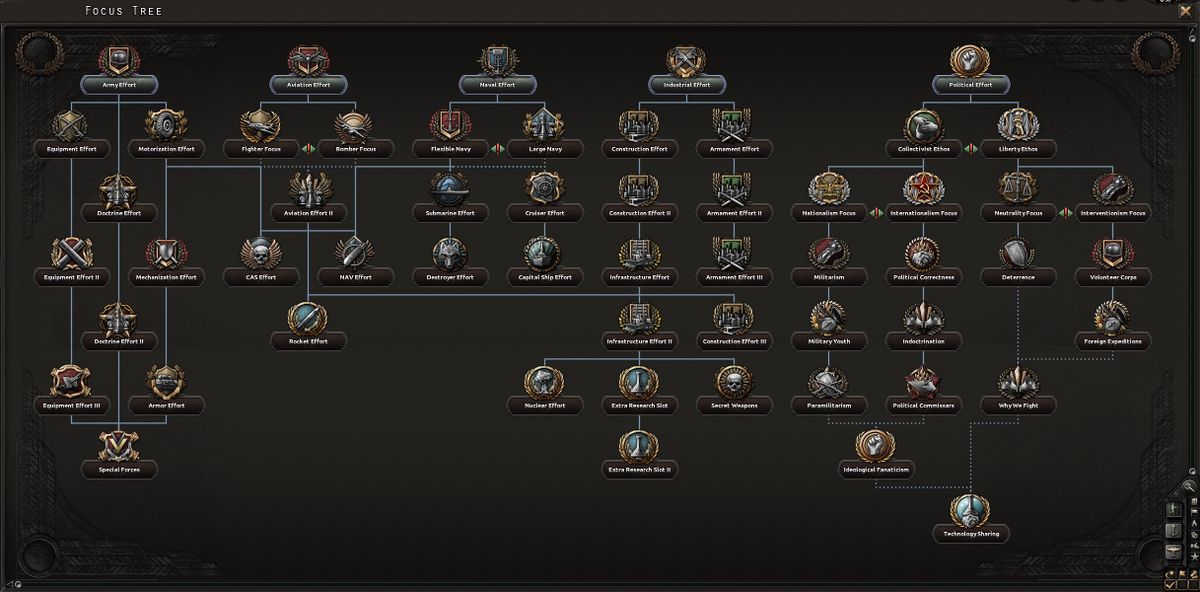 Focus Tree
Army Effort
Aviation Effort
Naval Effort
Industrial Effort
Political Effort
Equipment Effort
Motorization Effort
Fighter Focus
Bomber Focus
Flexible Navy
Large Navy
Construction Effort
Armament Effort
Collectivist Ethos
Liberty Ethos
Doctrine Effort
Aviation Effort II
Submarine Effort
Cruiser Effort
Construction Effort II
Armament Effort II
Nationalism Focus
Internationalism Focus
Neutrality Focus
Interventionism Focus
Equipment Effort II
Mechanization Effort
CAS Effort
NAV Effort
Destroyer Effort
Capital Ship Effort
Infrastructure Effort
Armament Effort III
Militarism
Political Correctness
Deterrence
Volunteer Corps
Doctrine Effort II
Rocket Effort
Infrastructure Effort II
Construction Effort III
Military Youth
Indoctrination
Foreign Expeditions
Equipment Effort III
Armor Effort
Nuclear Effort
Extra Research Slot
Secret Weapons
Paramilitarism
Political Commissars
Why We Fight
Special Forces
Extra Research Slot II
Ideological Fanaticism
Technology Sharing